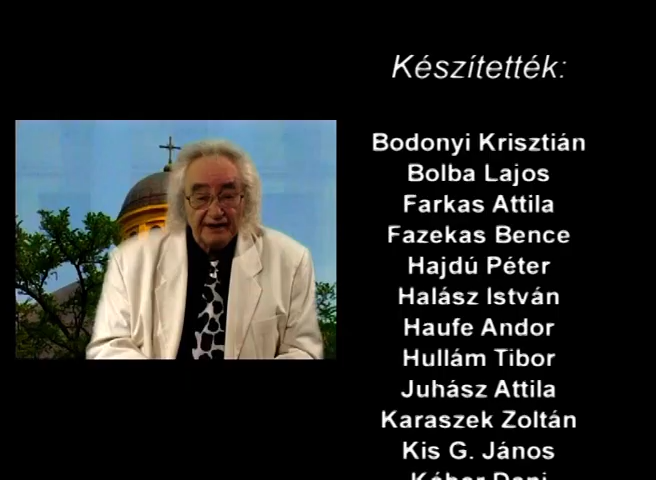 Készítették:
Bodonyi Krisztián
Bolba Lajos
Farkas Attila
Fazekas Bence
Hajdú Péter
Halász István
Haufe Andor
Hullám Tibor
Juhász Attila
Karaszek Zoltán
Kis G. János